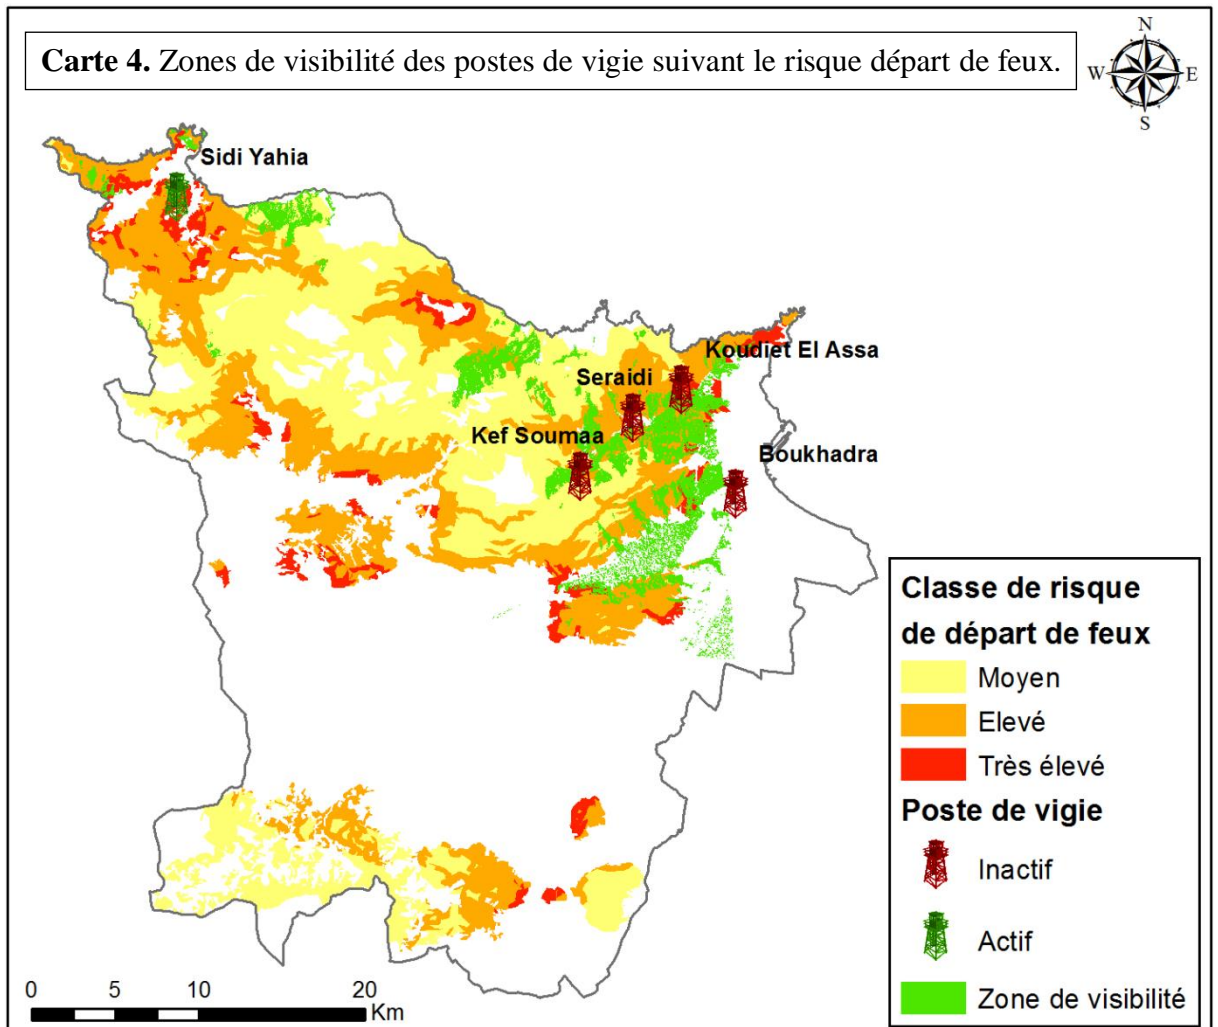 Carte 4. Zones de visibilité des postes de vigie suivant le risque départ de feux.
N
W
E
S
Sidi Yahia
Koudiet El Assa
Seraidi
Kef Soumaa
Boukhadra
Classe de risque
de départ de feux
Moyen
Elevé
Très élevé
Poste de vigie
Inactif
Actif
Zone de visibilité
0 5 10 20
Km